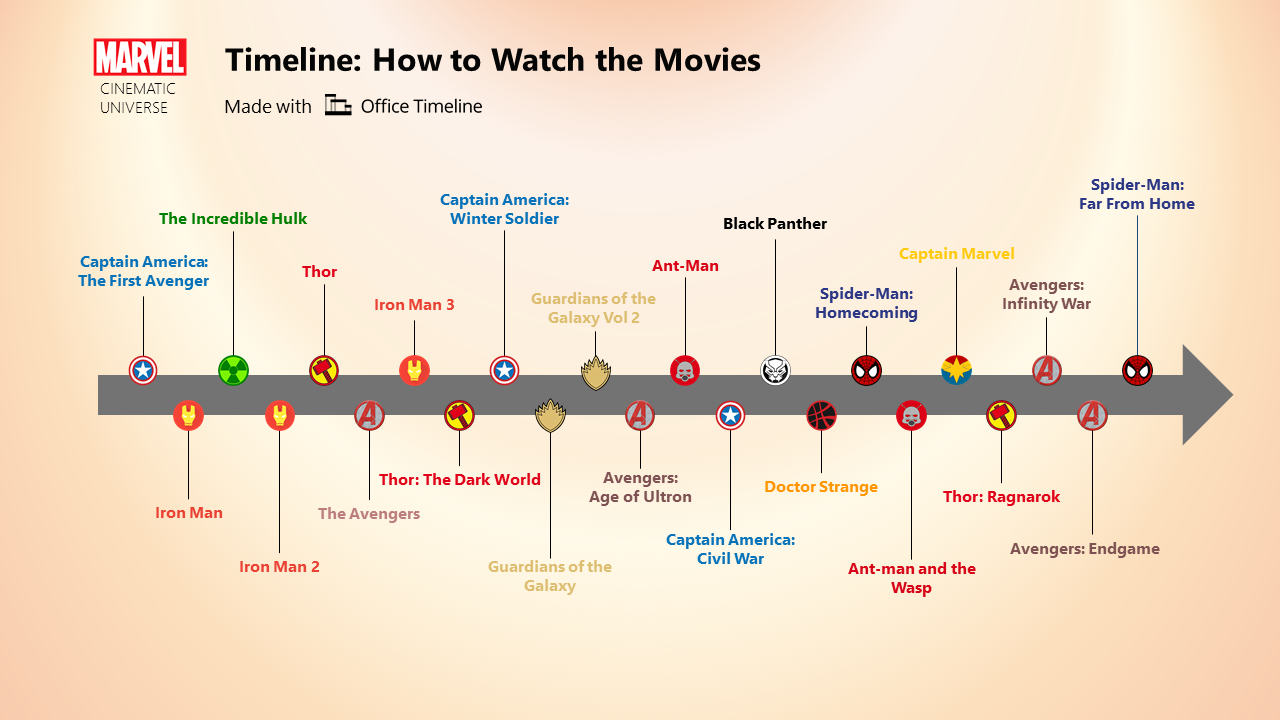 MARVEL
CINEMATIC
UNIVERSE
Timeline: How to Watch the Movies
Made with Office Timeline
Captain America:
The First Avenger
Iron Man
The Incredible Hulk
Iron Man 2
Thor
The Avengers
Iron Man 3
Thor: The Dark World
Captain America:
Winter Soldier
Guardians of the
Galaxy
Guardians of the
Galaxy Vol 2
Avengers:
Age of Ultron
Ant-Man
Captain America:
Civil War
Black Panther
Doctor Strange
Spider-Man:
Homecoming
Ant-man and the
Wasp
Captain Marvel
Thor: Ragnarok
Avengers:
Infinity War
Avengers: Endgame
Spider-Man:
Far From Home